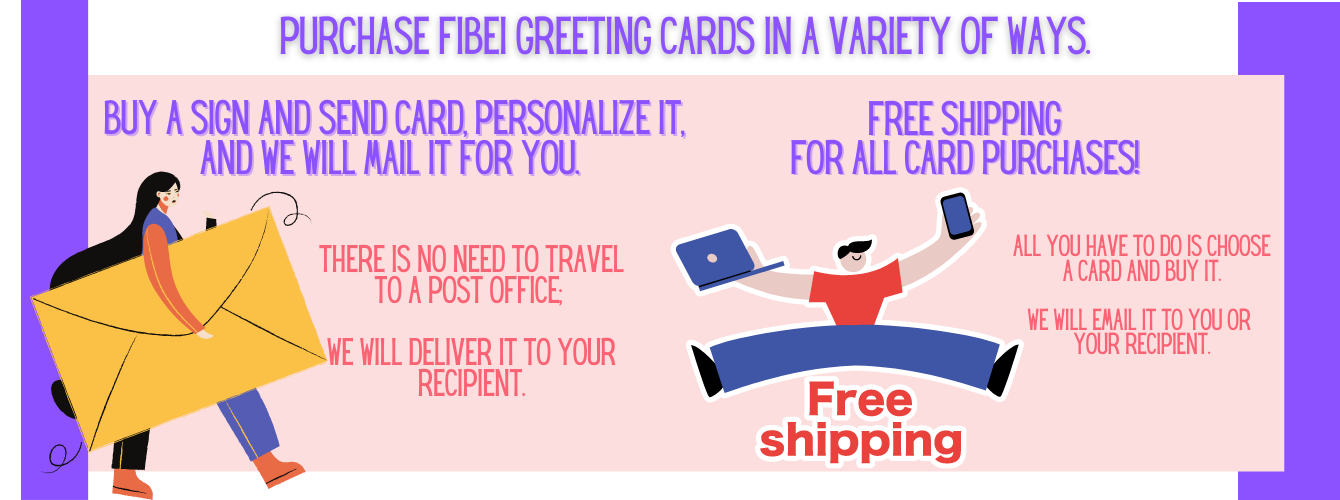 PURCHASE FIBEI GREETING CARDS IN A VARIETY OF WAYS.
BUY A SIGN AND SEND CARD, PERSONALIZE IT,
AND WE WILL MAIL IT FOR YOU.
THERE IS NO NEED TO TRAVEL
TO A POST OFFICE;
WE WILL DELIVER IT TO YOUR
RECIPIENT.
FREE SHIPPING
FOR ALL CARD PURCHASES!
ALL YOU HAVE TO DO IS CHOOSE
A CARD AND BUY IT.
WE WILL EMAIL IT TO YOU OR
YOUR RECIPIENT.
Free
shipping